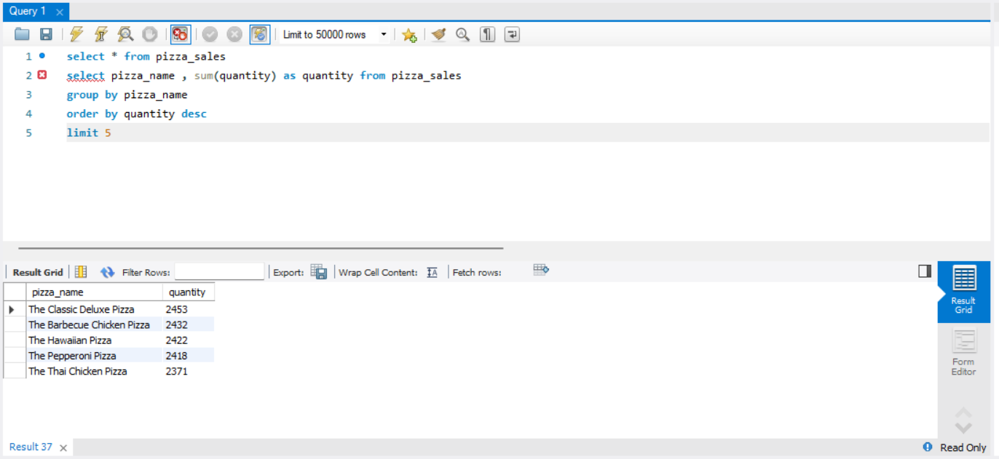 Query 1
Limit to 50000 rows
1 select * from pizza_sales
2 select pizza_name , sum(quantity) as quantity from pizza_sales
3 group by pizza_name
4 order by quantity desc
5 limit 5
Result Grid Filter Rows: Export: Wrap Cell Content: Fetch rows:
pizza_name quantity
The Classic Deluxe Pizza 2453
The Barbecue Chicken Pizza 2432
The Hawaiian Pizza 2422
The Pepperoni Pizza 2418
The Thai Chicken Pizza 2371
Result
Grid
Form
Editor
Result 37
Read Only